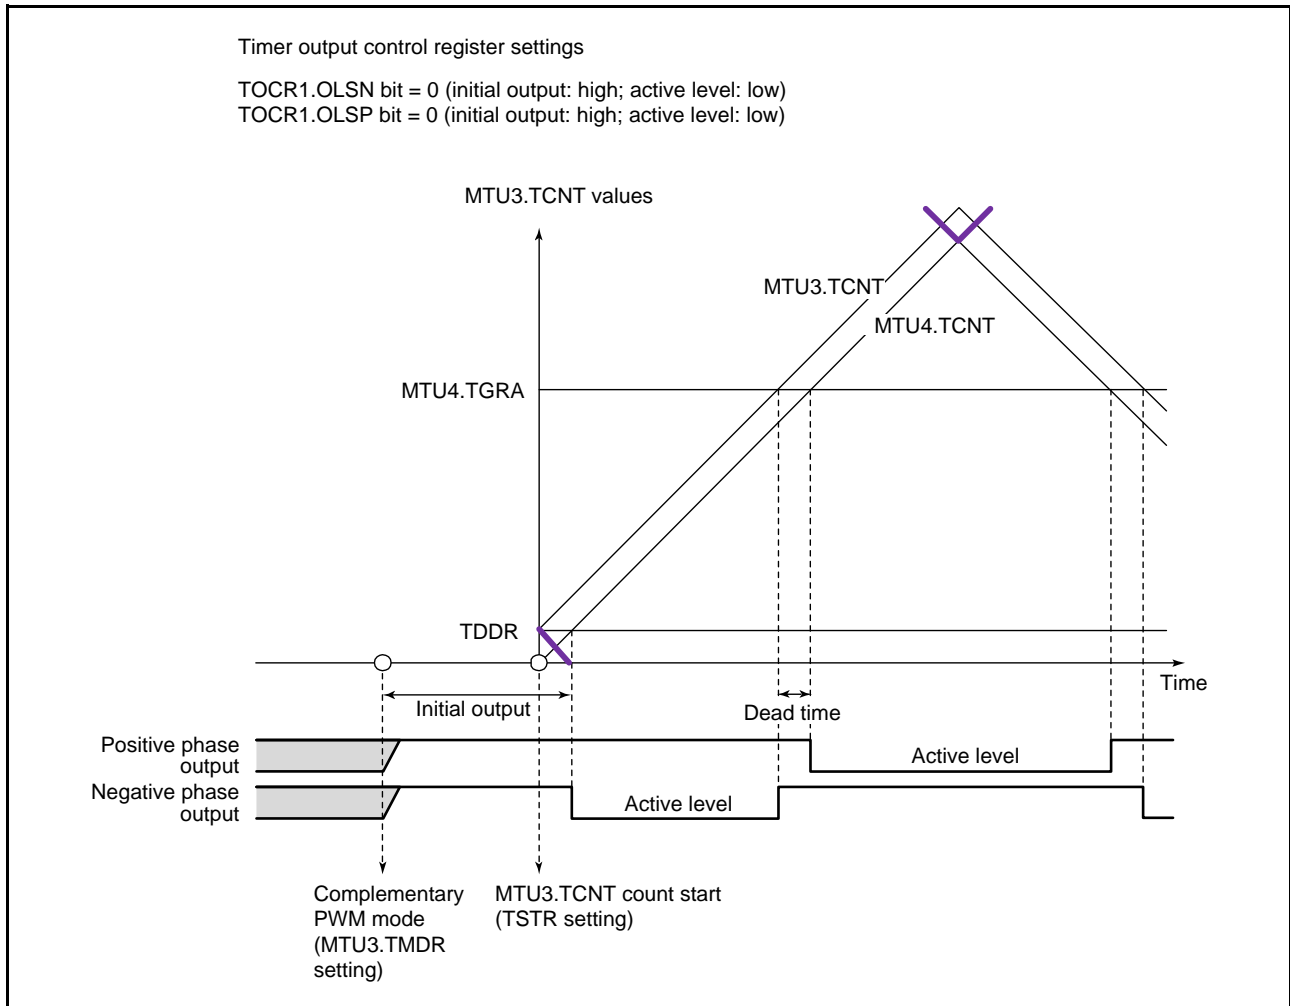 Timer output control register settings
TOCR1.OLSN bit = 0 (initial output: high; active level: low)
TOCR1.OLSP bit = 0 (initial output: high; active level: low)
MTU3.TCNT values
MTU3.TCNT
MTU4.TCNT
MTU4.TGRA
TDDR
Time
Initial output
Dead time
Positive phase
output
Active level
Negative phase
output
Active level
Complementary
PWM mode
(MTU3.TMDR
setting)
MTU3.TCNT count start
(TSTR setting)